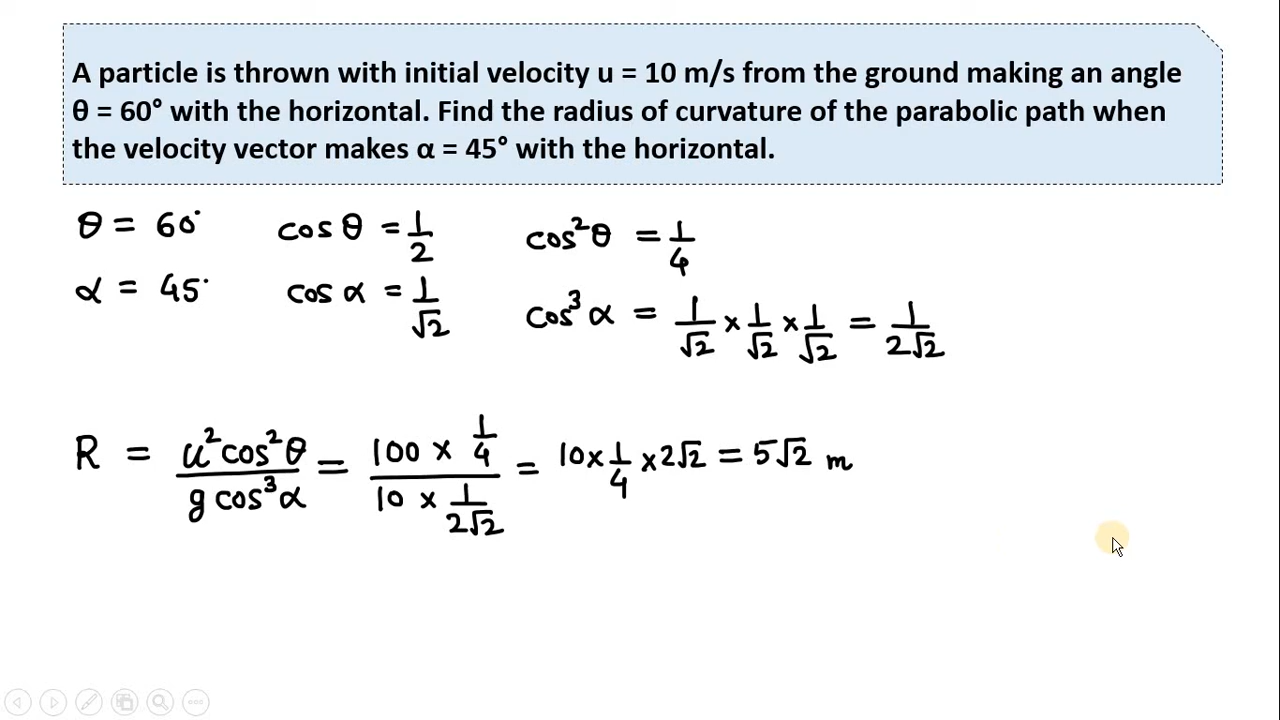 A particle is thrown with initial velocity u = 10 m/s from the ground making an angle
θ = 60° with the horizontal. Find the radius of curvature of the parabolic path when
the velocity vector makes α = 45° with the horizontal.
θ = 60° cos θ = 1/2 cos²θ = 1/4
α = 45° cos α = 1/√2 cos³α = 1/√2 × 1/√2 × 1/√2 = 1/2√2
R = u²cos²θ / g cos³α = 100 × 1/4 / 10 × 1/2√2 = 10 × 1/4 × 2√2 = 5√2 m